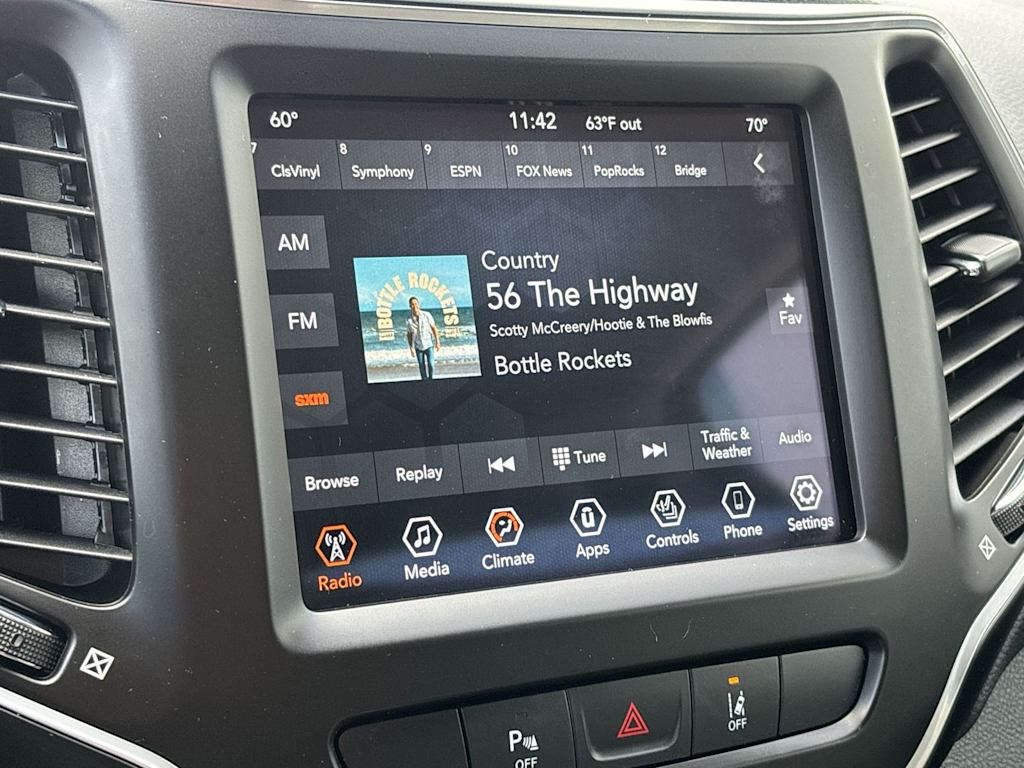 60° 11:42 63°F out 70°
7 ClsVinyl 8 Symphony 9 ESPN 10 FOX News 11 PopRocks 12 Bridge
AM
FM
sxm
BOTTLE ROCKETS
Country
56 The Highway
Scotty McCreery/Hootie & The Blowfis
Bottle Rockets
Fav
Browse Replay Tune Traffic & Weather Audio
Radio Media Climate Apps Controls Phone Settings
P OFF
OFF